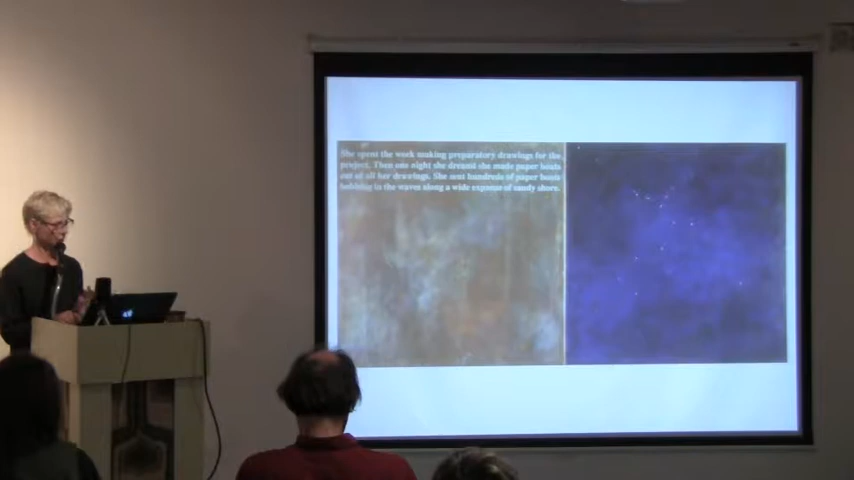 She spent the week making preparatory drawings for the
project. Then one night she dreamt she made paper boats
out of all her drawings. She sent hundreds of paper boats
bobbing in the waves along a wide expanse of sandy shore.